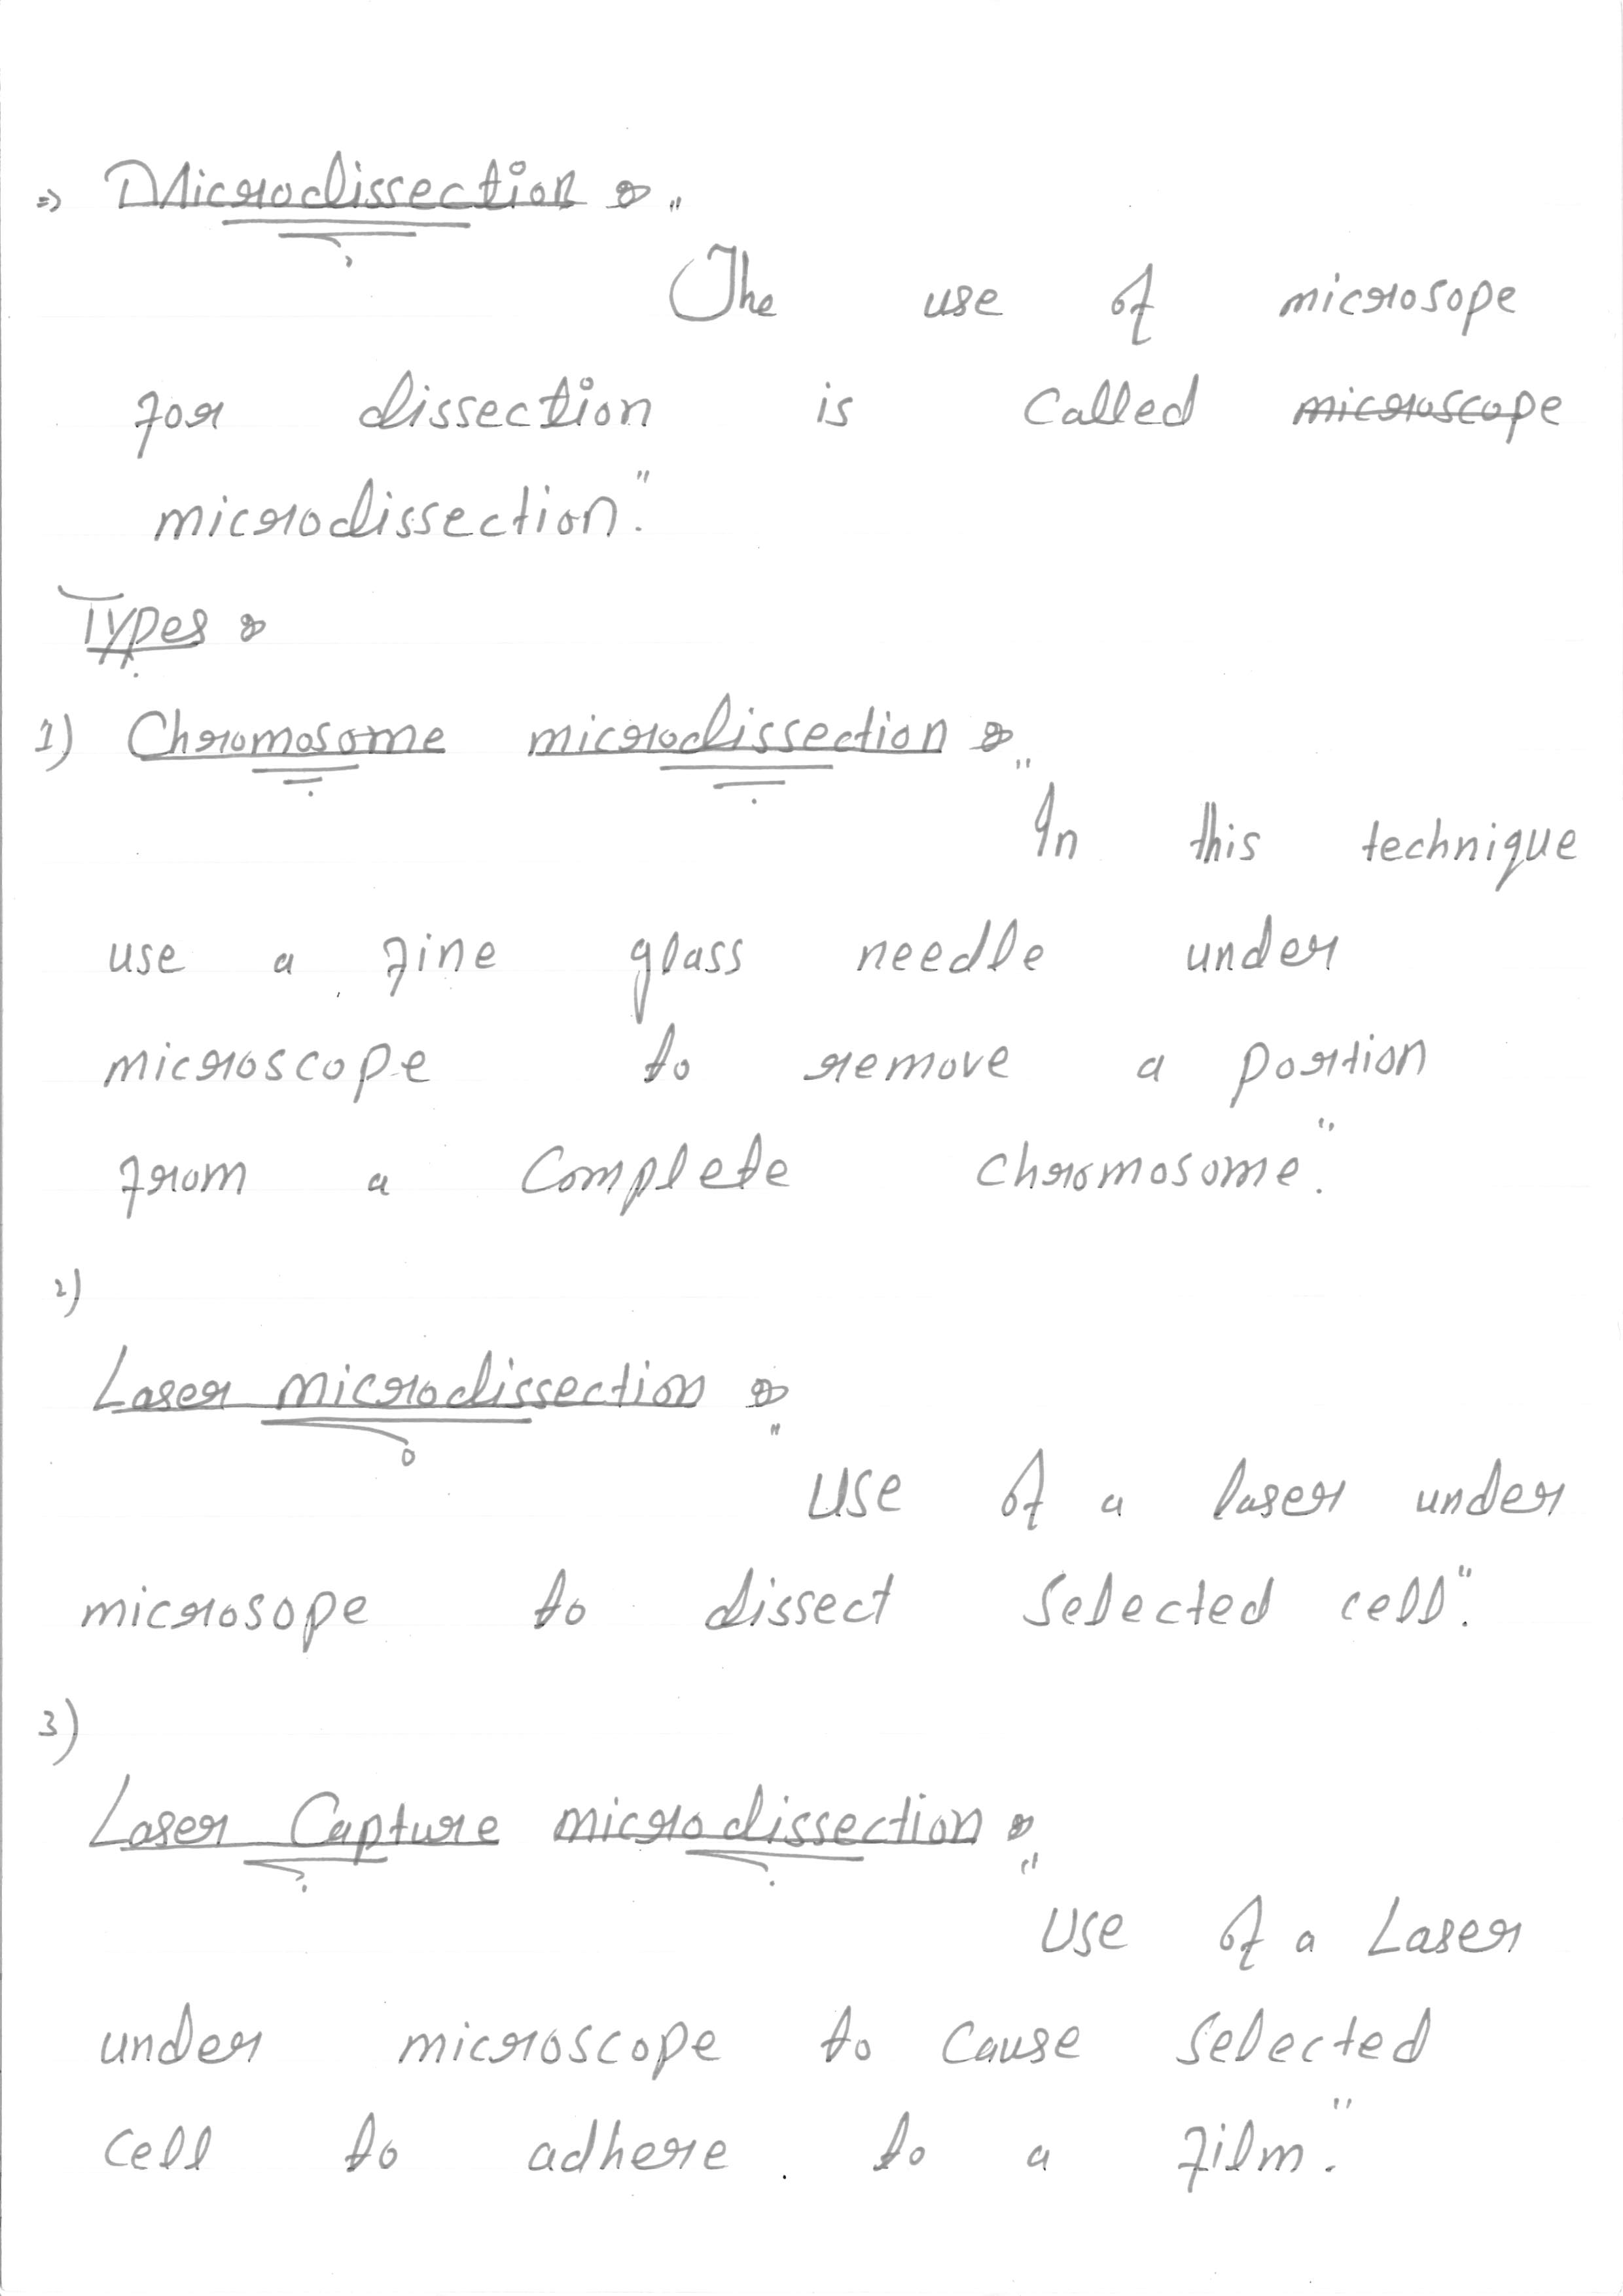 ⇒ Microdissection :- "
The use of microsope
for dissection is called ~~microscope~~
microdissection."
Types :-
1) Chromosome microdissection :- "
In this technique
use a fine glass needle under
microscope to remove a portion
from a complete chromosome."
2)
Laser microdissection :- "
Use of a laser under
microsope to dissect selected cell."
3)
Laser Capture microdissection :- "
Use of a Laser
under microscope to cause selected
cell to adhere to a film."